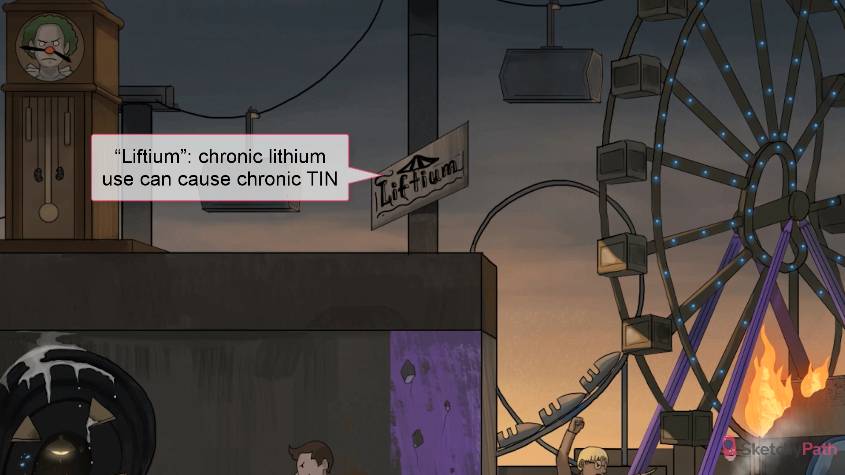 “Liftium”: chronic lithium
use can cause chronic TIN
Liftium
SketchyPath